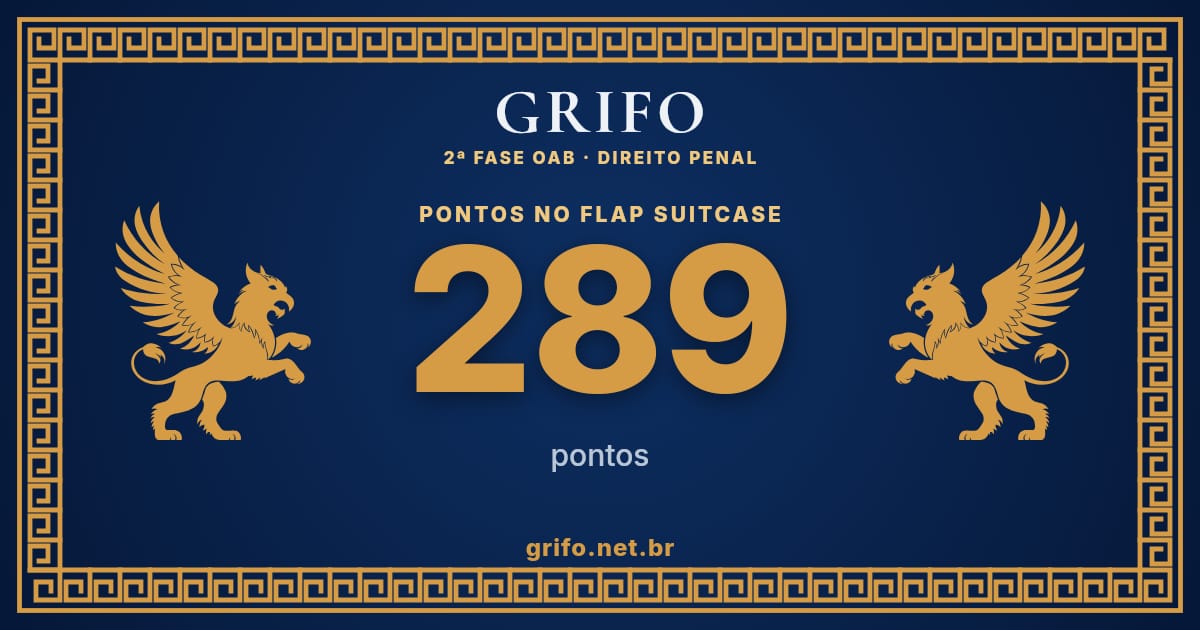 GRIFO
2ª FASE OAB · DIREITO PENAL
PONTOS NO FLAP SUITCASE
289
pontos
grifo.net.br